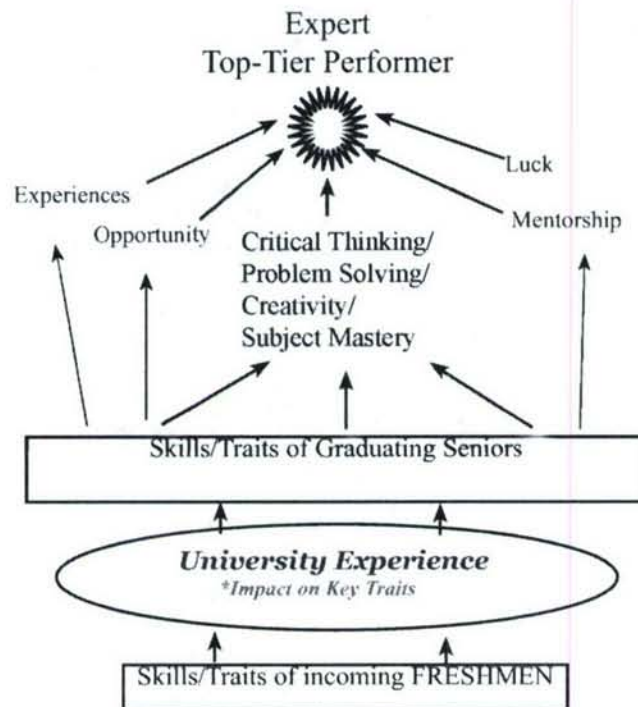 Expert
Top-Tier Performer
Luck
Experiences
Mentorship
Opportunity
Critical Thinking/
Problem Solving/
Creativity/
Subject Mastery
Skills/Traits of Graduating Seniors
University Experience
*Impact on Key Traits
Skills/Traits of incoming FRESHMEN